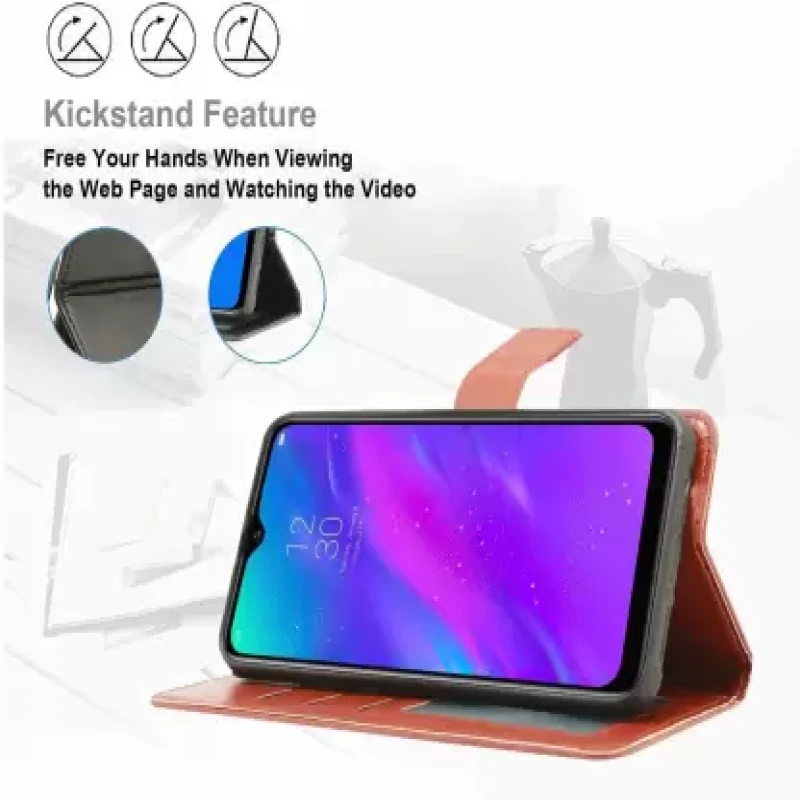 Kickstand Feature
Free Your Hands When Viewing
the Web Page and Watching the Video
12
30